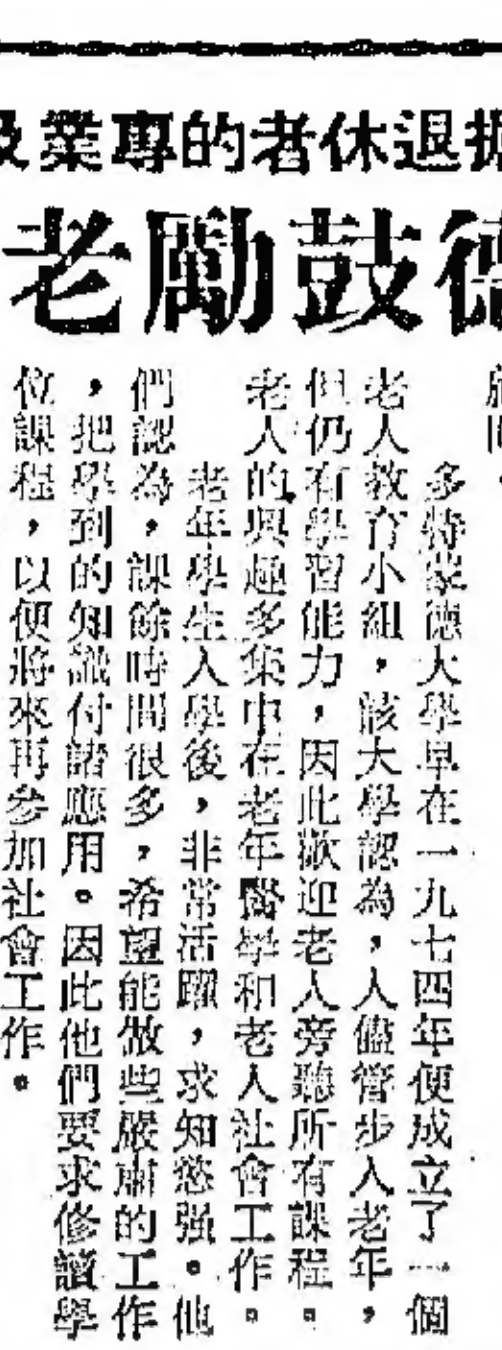 掘退休者的專業及
德鼓勵老
多特蒙德大學早在一九七四年便成立了一個
老人教育小組，該大學認為，人儘管步入老年，
但仍有學習能力，因此歡迎老人旁聽所有課程。
老人的興趣多集中在老年醫學和老人社會工作。
老年學生入學後，非常活躍，求知慾强。他
們認為，課餘時間很多，希望能做些嚴肅的工作
，把學到的知識付諸應用。因此他們要求修讀學
位課程，以便將來再參加社會工作。